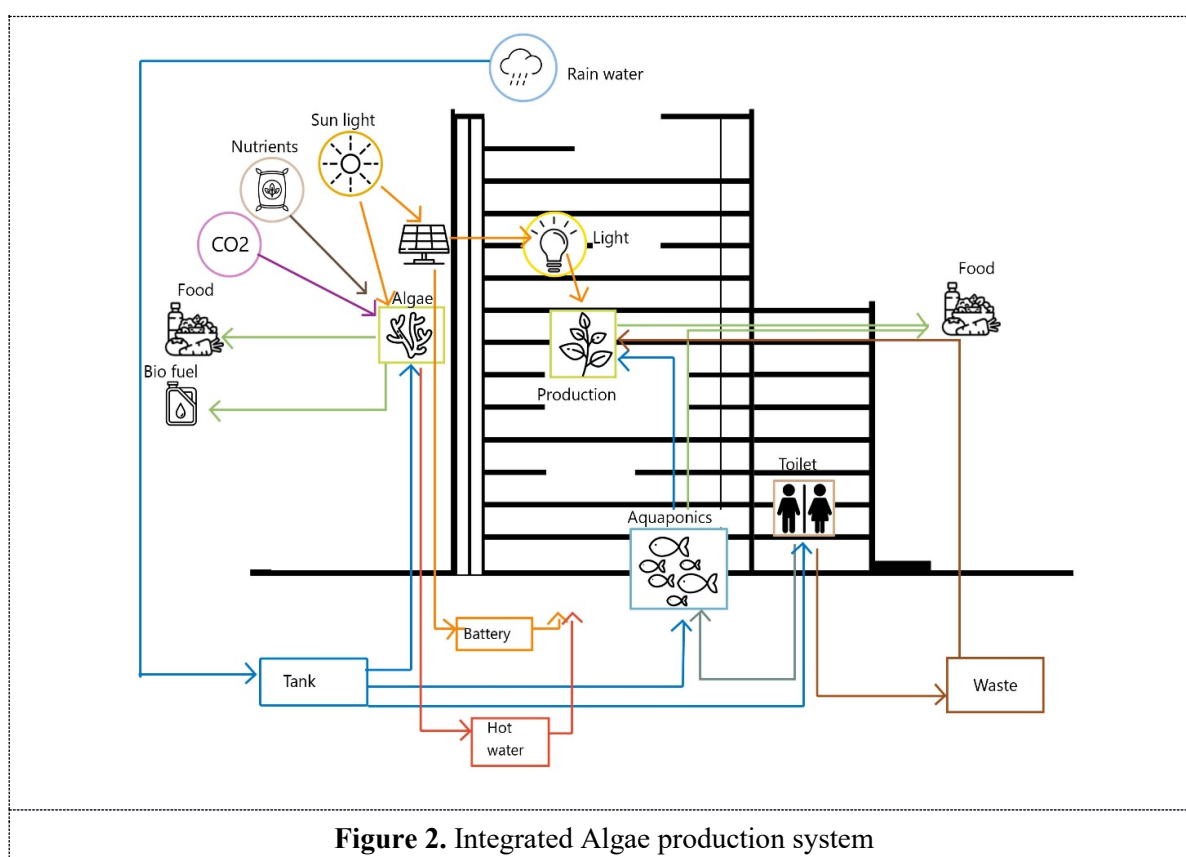 Rain water
Sun light
Nutrients
CO2
Light
Food
Algae
Food
Bio fuel
Production
Toilet
Aquaponics
Battery
Tank
Waste
Hot
water
Figure 2. Integrated Algae production system